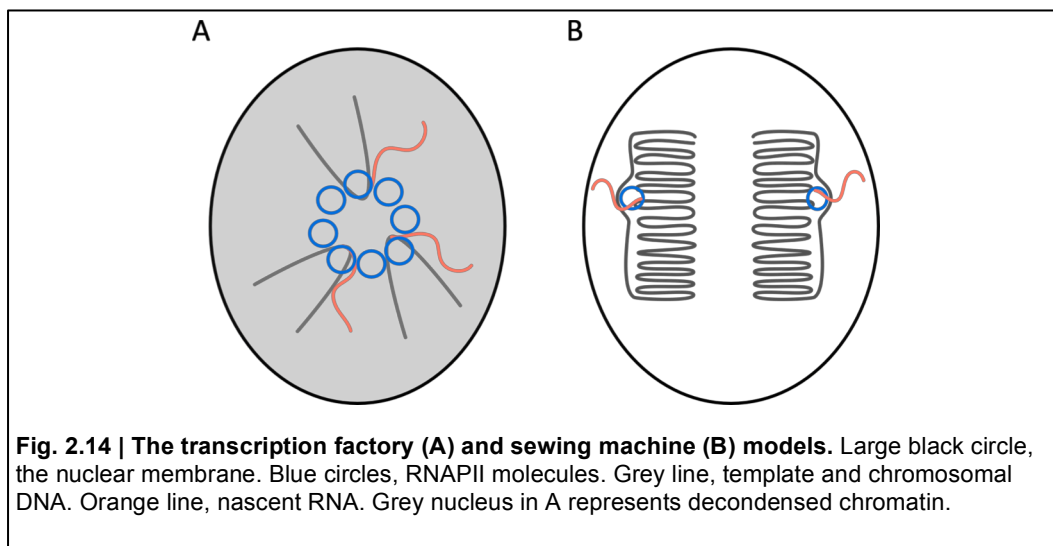 A
B
Fig. 2.14 | The transcription factory (A) and sewing machine (B) models. Large black circle,
the nuclear membrane. Blue circles, RNAPII molecules. Grey line, template and chromosomal
DNA. Orange line, nascent RNA. Grey nucleus in A represents decondensed chromatin.